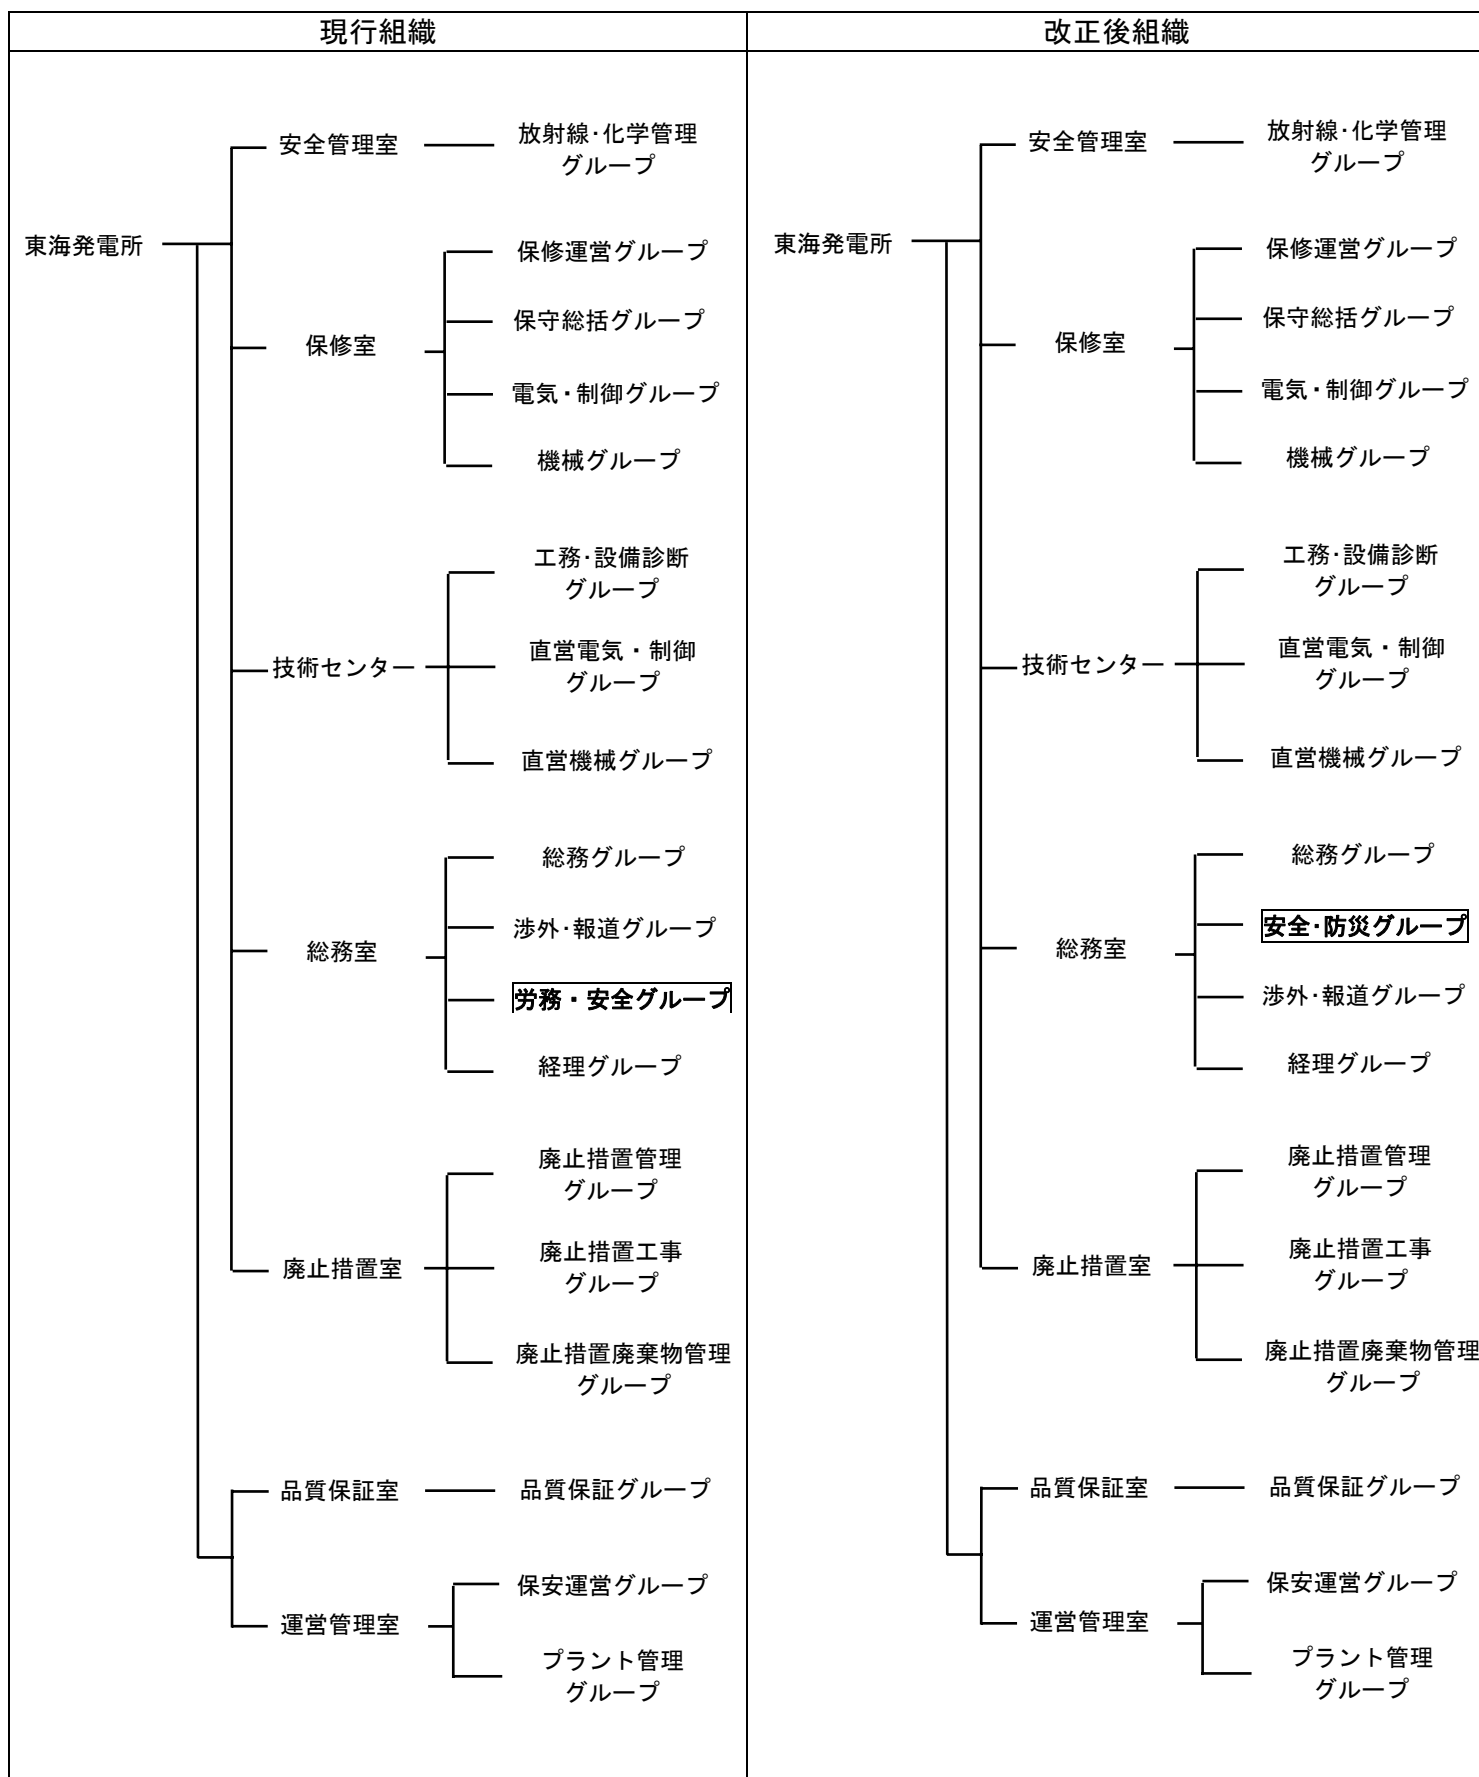 現行組織
改正後組織
東海発電所
安全管理室
放射線・化学管理
グループ
保修室
保修運営グループ
保守総括グループ
電気・制御グループ
機械グループ
技術センター
工務・設備診断
グループ
直営電気・制御
グループ
直営機械グループ
総務室
総務グループ
渉外・報道グループ
労務・安全グループ
経理グループ
廃止措置室
廃止措置管理
グループ
廃止措置工事
グループ
廃止措置廃棄物管理
グループ
品質保証室
品質保証グループ
運営管理室
保安運営グループ
プラント管理
グループ
東海発電所
安全管理室
放射線・化学管理
グループ
保修室
保修運営グループ
保守総括グループ
電気・制御グループ
機械グループ
技術センター
工務・設備診断
グループ
直営電気・制御
グループ
直営機械グループ
総務室
総務グループ
安全・防災グループ
渉外・報道グループ
経理グループ
廃止措置室
廃止措置管理
グループ
廃止措置工事
グループ
廃止措置廃棄物管理
グループ
品質保証室
品質保証グループ
運営管理室
保安運営グループ
プラント管理
グループ